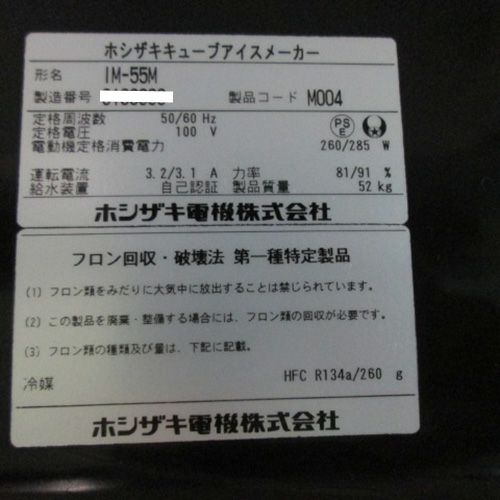 ホシザキキューブアイスメーカー
形名 IM-55M
製造番号 製品コード M004
定格周波数 50/60 Hz
定格電圧 100 V
PSE
電動機定格消費電力 260/285 W
運転電流 3.2/3.1 A 力率 81/91 %
給水装置 自己認証 製品質量 52 kg
ホシザキ電機株式会社
フロン回収・破壊法 第一種特定製品
(1) フロン類をみだりに大気中に放出することは禁じられています。
(2) この製品を廃棄・整備する場合には、フロン類の回収が必要です。
(3) フロン類の種類及び量は、下記に記載。
冷媒 HFC R134a/260 g
ホシザキ電機株式会社